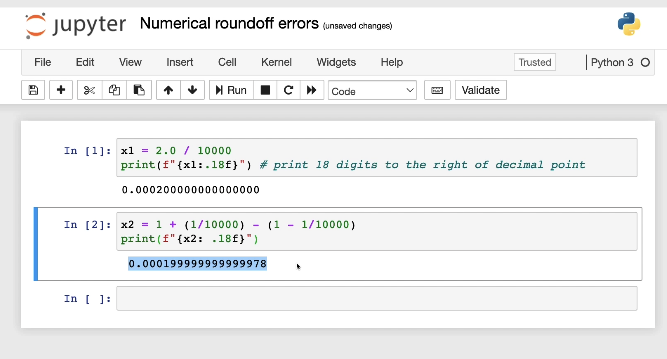 jupyter Numerical roundoff errors (unsaved changes)
File Edit View Insert Cell Kernel Widgets Help Trusted Python 3
Run Code Validate
In [1]: x1 = 2.0 / 10000
print(f"{x1:.18f}") # print 18 digits to the right of decimal point
0.000200000000000000
In [2]: x2 = 1 + (1/10000) - (1 - 1/10000)
print(f"{x2: .18f}")
0.000199999999999978
In [ ]: